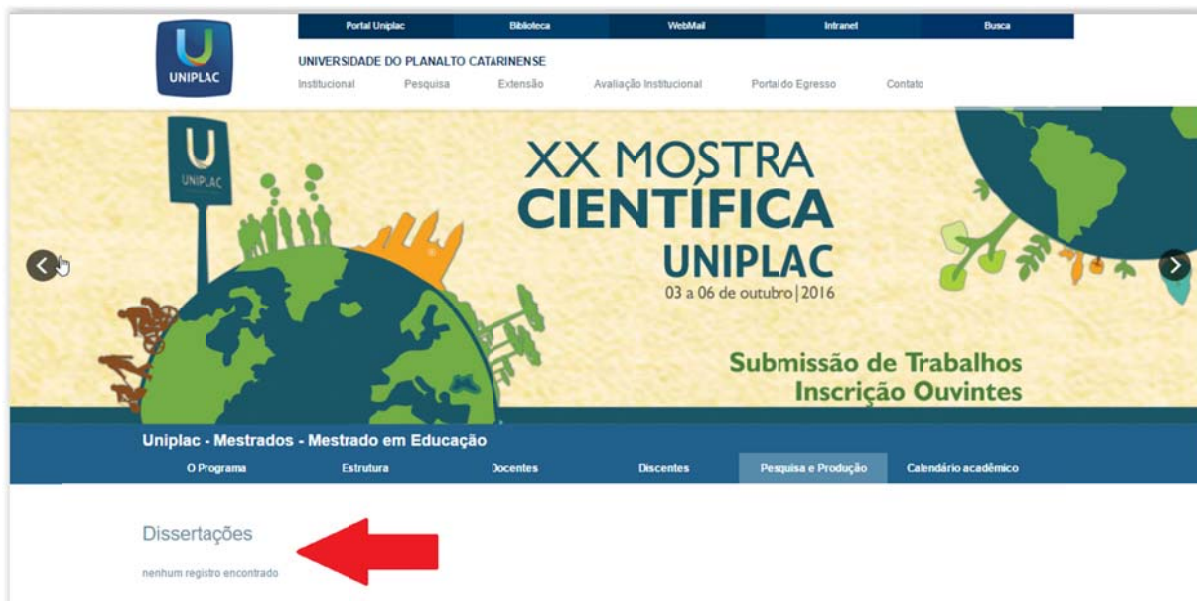 Portal Uniplac Biblioteca WebMail Intranet Busca
UNIPLAC
UNIVERSIDADE DO PLANALTO CATARINENSE
Institucional Pesquisa Extensão Avaliação Institucional Portal do Egresso Contato
UNIPLAC
XX MOSTRA
CIENTÍFICA
UNIPLAC
03 a 06 de outubro|2016
Submissão de Trabalhos
Inscrição Ouvintes
Uniplac - Mestrados - Mestrado em Educação
O Programa Estrutura Docentes Discentes Pesquisa e Produção Calendário acadêmico
Dissertações
nenhum registro encontrado